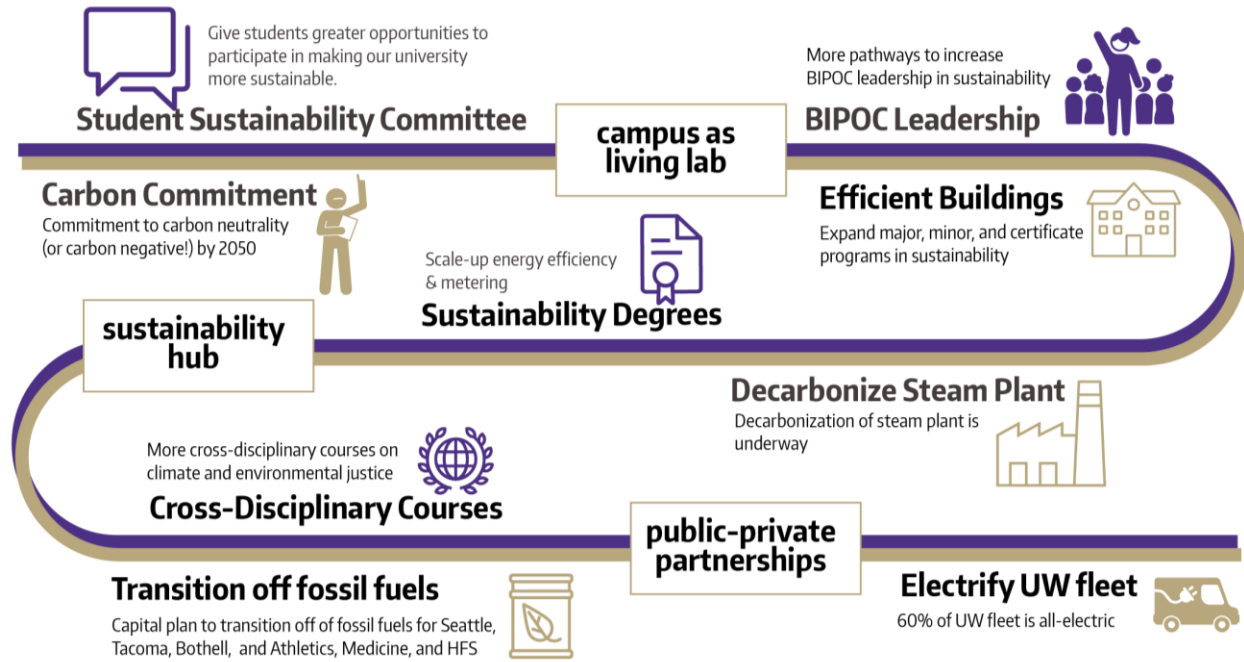 Give students greater opportunities to
participate in making our university
more sustainable.
Student Sustainability Committee
campus as
living lab
More pathways to increase
BIPOC leadership in sustainability
BIPOC Leadership
Carbon Commitment
Commitment to carbon neutrality
(or carbon negative!) by 2050
Scale-up energy efficiency
& metering
Sustainability Degrees
Efficient Buildings
Expand major, minor, and certificate
programs in sustainability
sustainability
hub
Decarbonize Steam Plant
Decarbonization of steam plant is
underway
More cross-disciplinary courses on
climate and environmental justice
Cross-Disciplinary Courses
public-private
partnerships
Transition off fossil fuels
Capital plan to transition off of fossil fuels for Seattle,
Tacoma, Bothell, and Athletics, Medicine, and HFS
Electrify UW fleet
60% of UW fleet is all-electric